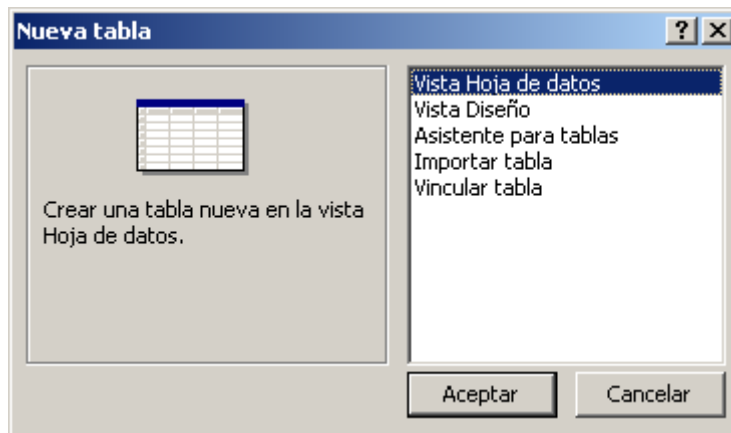 Nueva tabla
Crear una tabla nueva en la vista
Hoja de datos.
Vista Hoja de datos
Vista Diseño
Asistente para tablas
Importar tabla
Vincular tabla
Aceptar
Cancelar